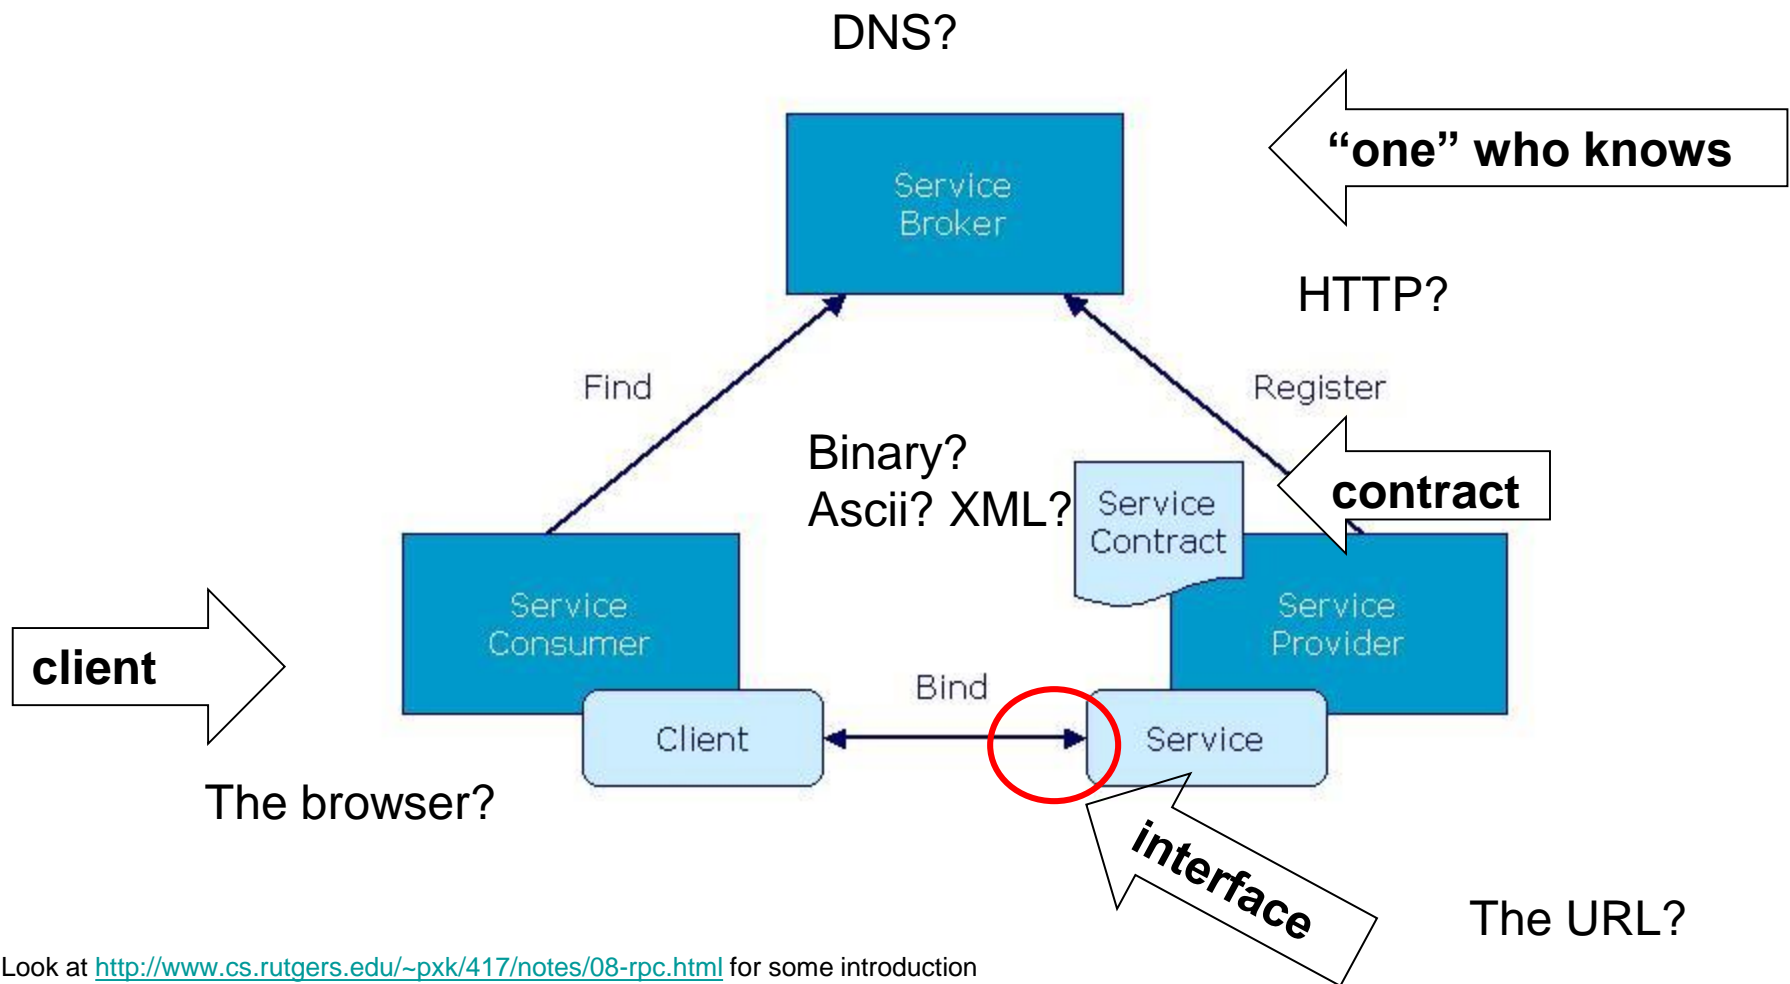 DNS?
“one” who knows
Service
Broker
HTTP?
Find
Register
Binary?
Ascii? XML?
Service
Contract
contract
Service
Consumer
Service
Provider
client
Bind
Client
Service
The browser?
interface
The URL?
Look at http://www.cs.rutgers.edu/~pxk/417/notes/08-rpc.html for some introduction